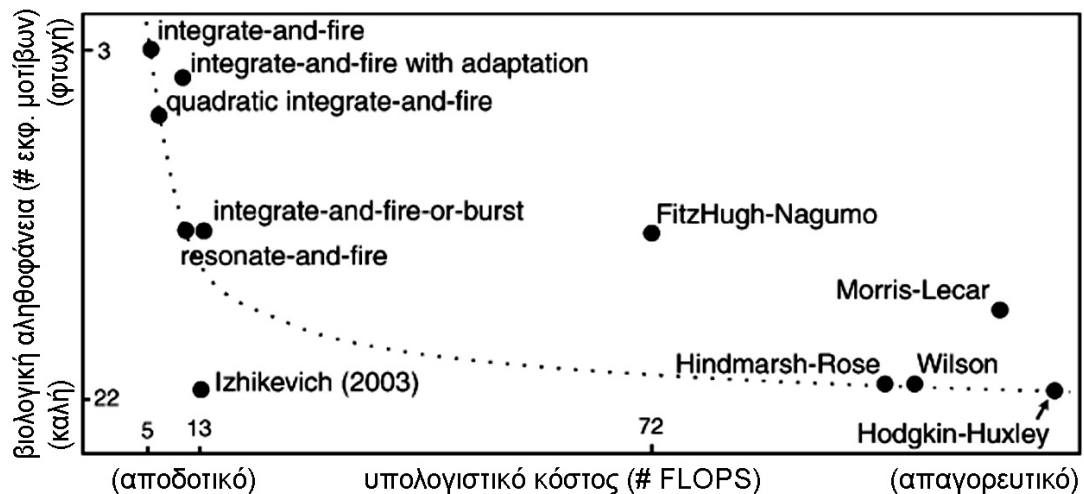 βιολογική αληθοφάνεια (# εκφ. μοτίβων)
(φτωχή)
(καλή)
3
22
integrate-and-fire
integrate-and-fire with adaptation
quadratic integrate-and-fire
integrate-and-fire-or-burst
resonate-and-fire
FitzHugh-Nagumo
Morris-Lecar
Hindmarsh-Rose
Wilson
Izhikevich (2003)
Hodgkin-Huxley
5
13
72
(αποδοτικό)
υπολογιστικό κόστος (# FLOPS)
(απαγορευτικό)